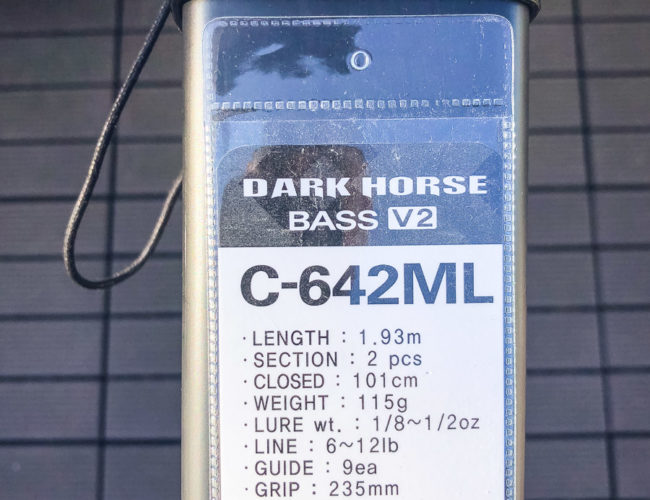 DARK HORSE
BASS V2
C-642ML
· LENGTH : 1.93m
· SECTION : 2 pcs
· CLOSED : 101cm
· WEIGHT : 115g
· LURE wt. : 1/8~1/2oz
· LINE : 6~12lb
· GUIDE : 9ea
· GRIP : 235mm